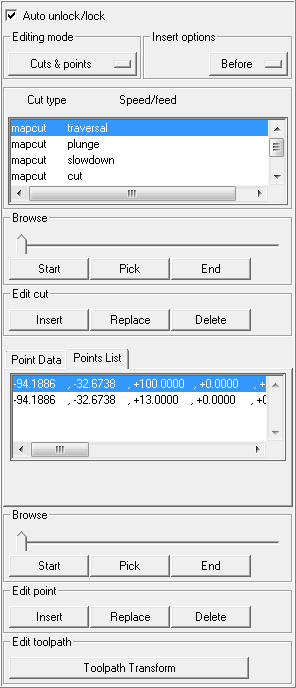 Auto unlock/lock
Editing mode Insert options
Cuts & points Before
Cut type Speed/feed
mapcut traversal
mapcut plunge
mapcut slowdown
mapcut cut
Browse
Start Pick End
Edit cut
Insert Replace Delete
Point Data Points List
-94.1886 , -32.6738 , +100.0000 , +0.0000 , +
-94.1886 , -32.6738 , +13.0000 , +0.0000 , +0
Browse
Start Pick End
Edit point
Insert Replace Delete
Edit toolpath
Toolpath Transform